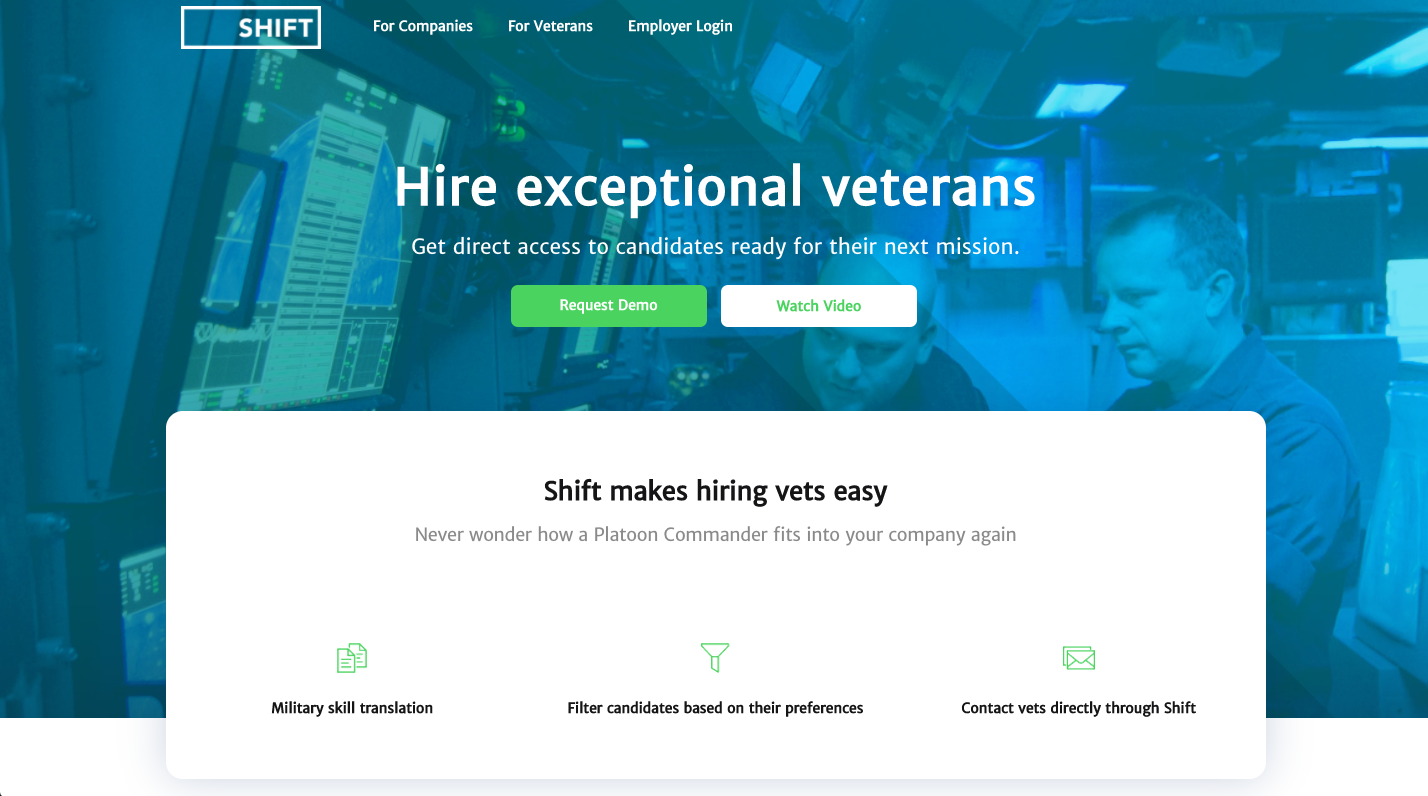 SHIFT For Companies For Veterans Employer Login
Hire exceptional veterans
Get direct access to candidates ready for their next mission.
Request Demo Watch Video
Shift makes hiring vets easy
Never wonder how a Platoon Commander fits into your company again
Military skill translation Filter candidates based on their preferences Contact vets directly through Shift